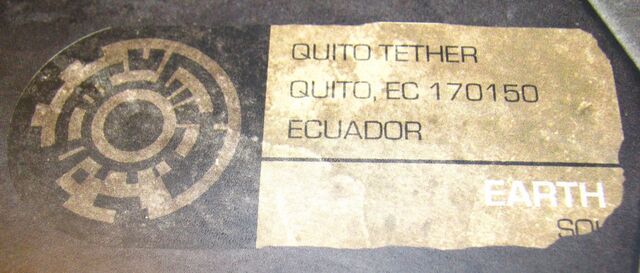 QUITO TETHER
QUITO, EC 170150
ECUADOR
EARTH